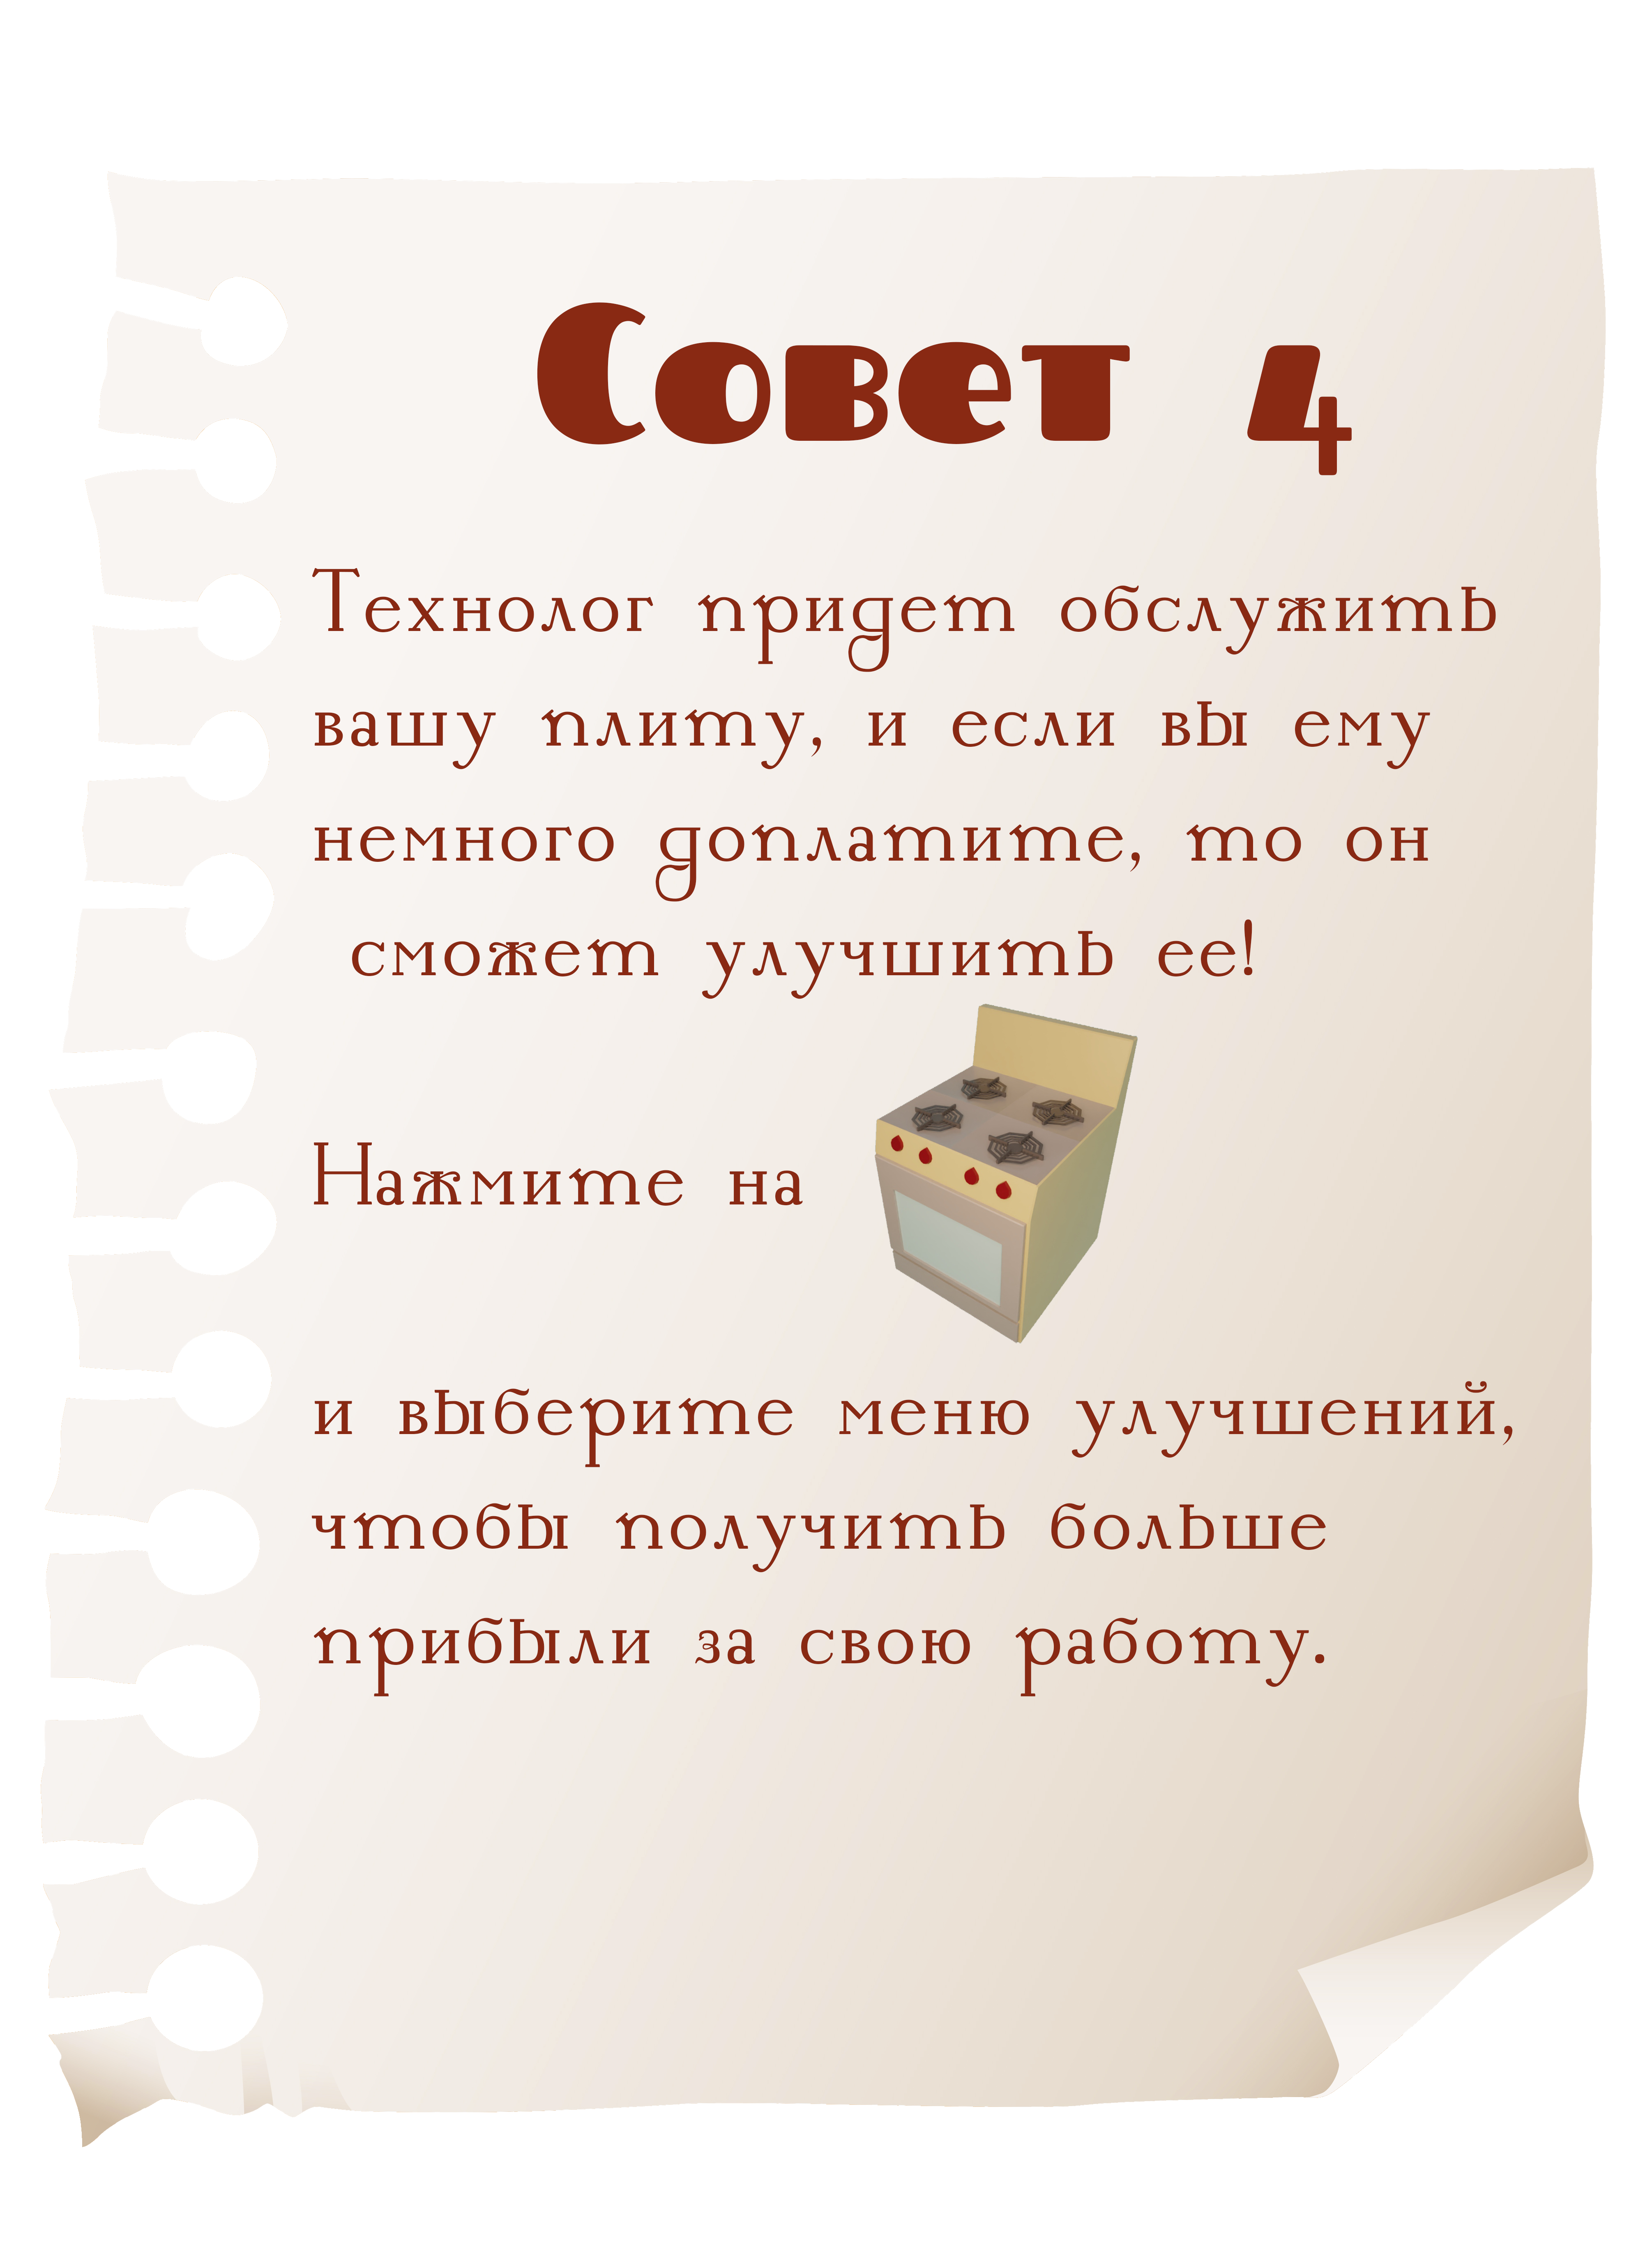 Совет 4
Технолог придет обслужить
вашу плиту, и если вы ему
немного доплатите, то он
сможет улучшить ее!
Нажмите на
и выберите меню улучшений,
чтобы получить больше
прибыли за свою работу.